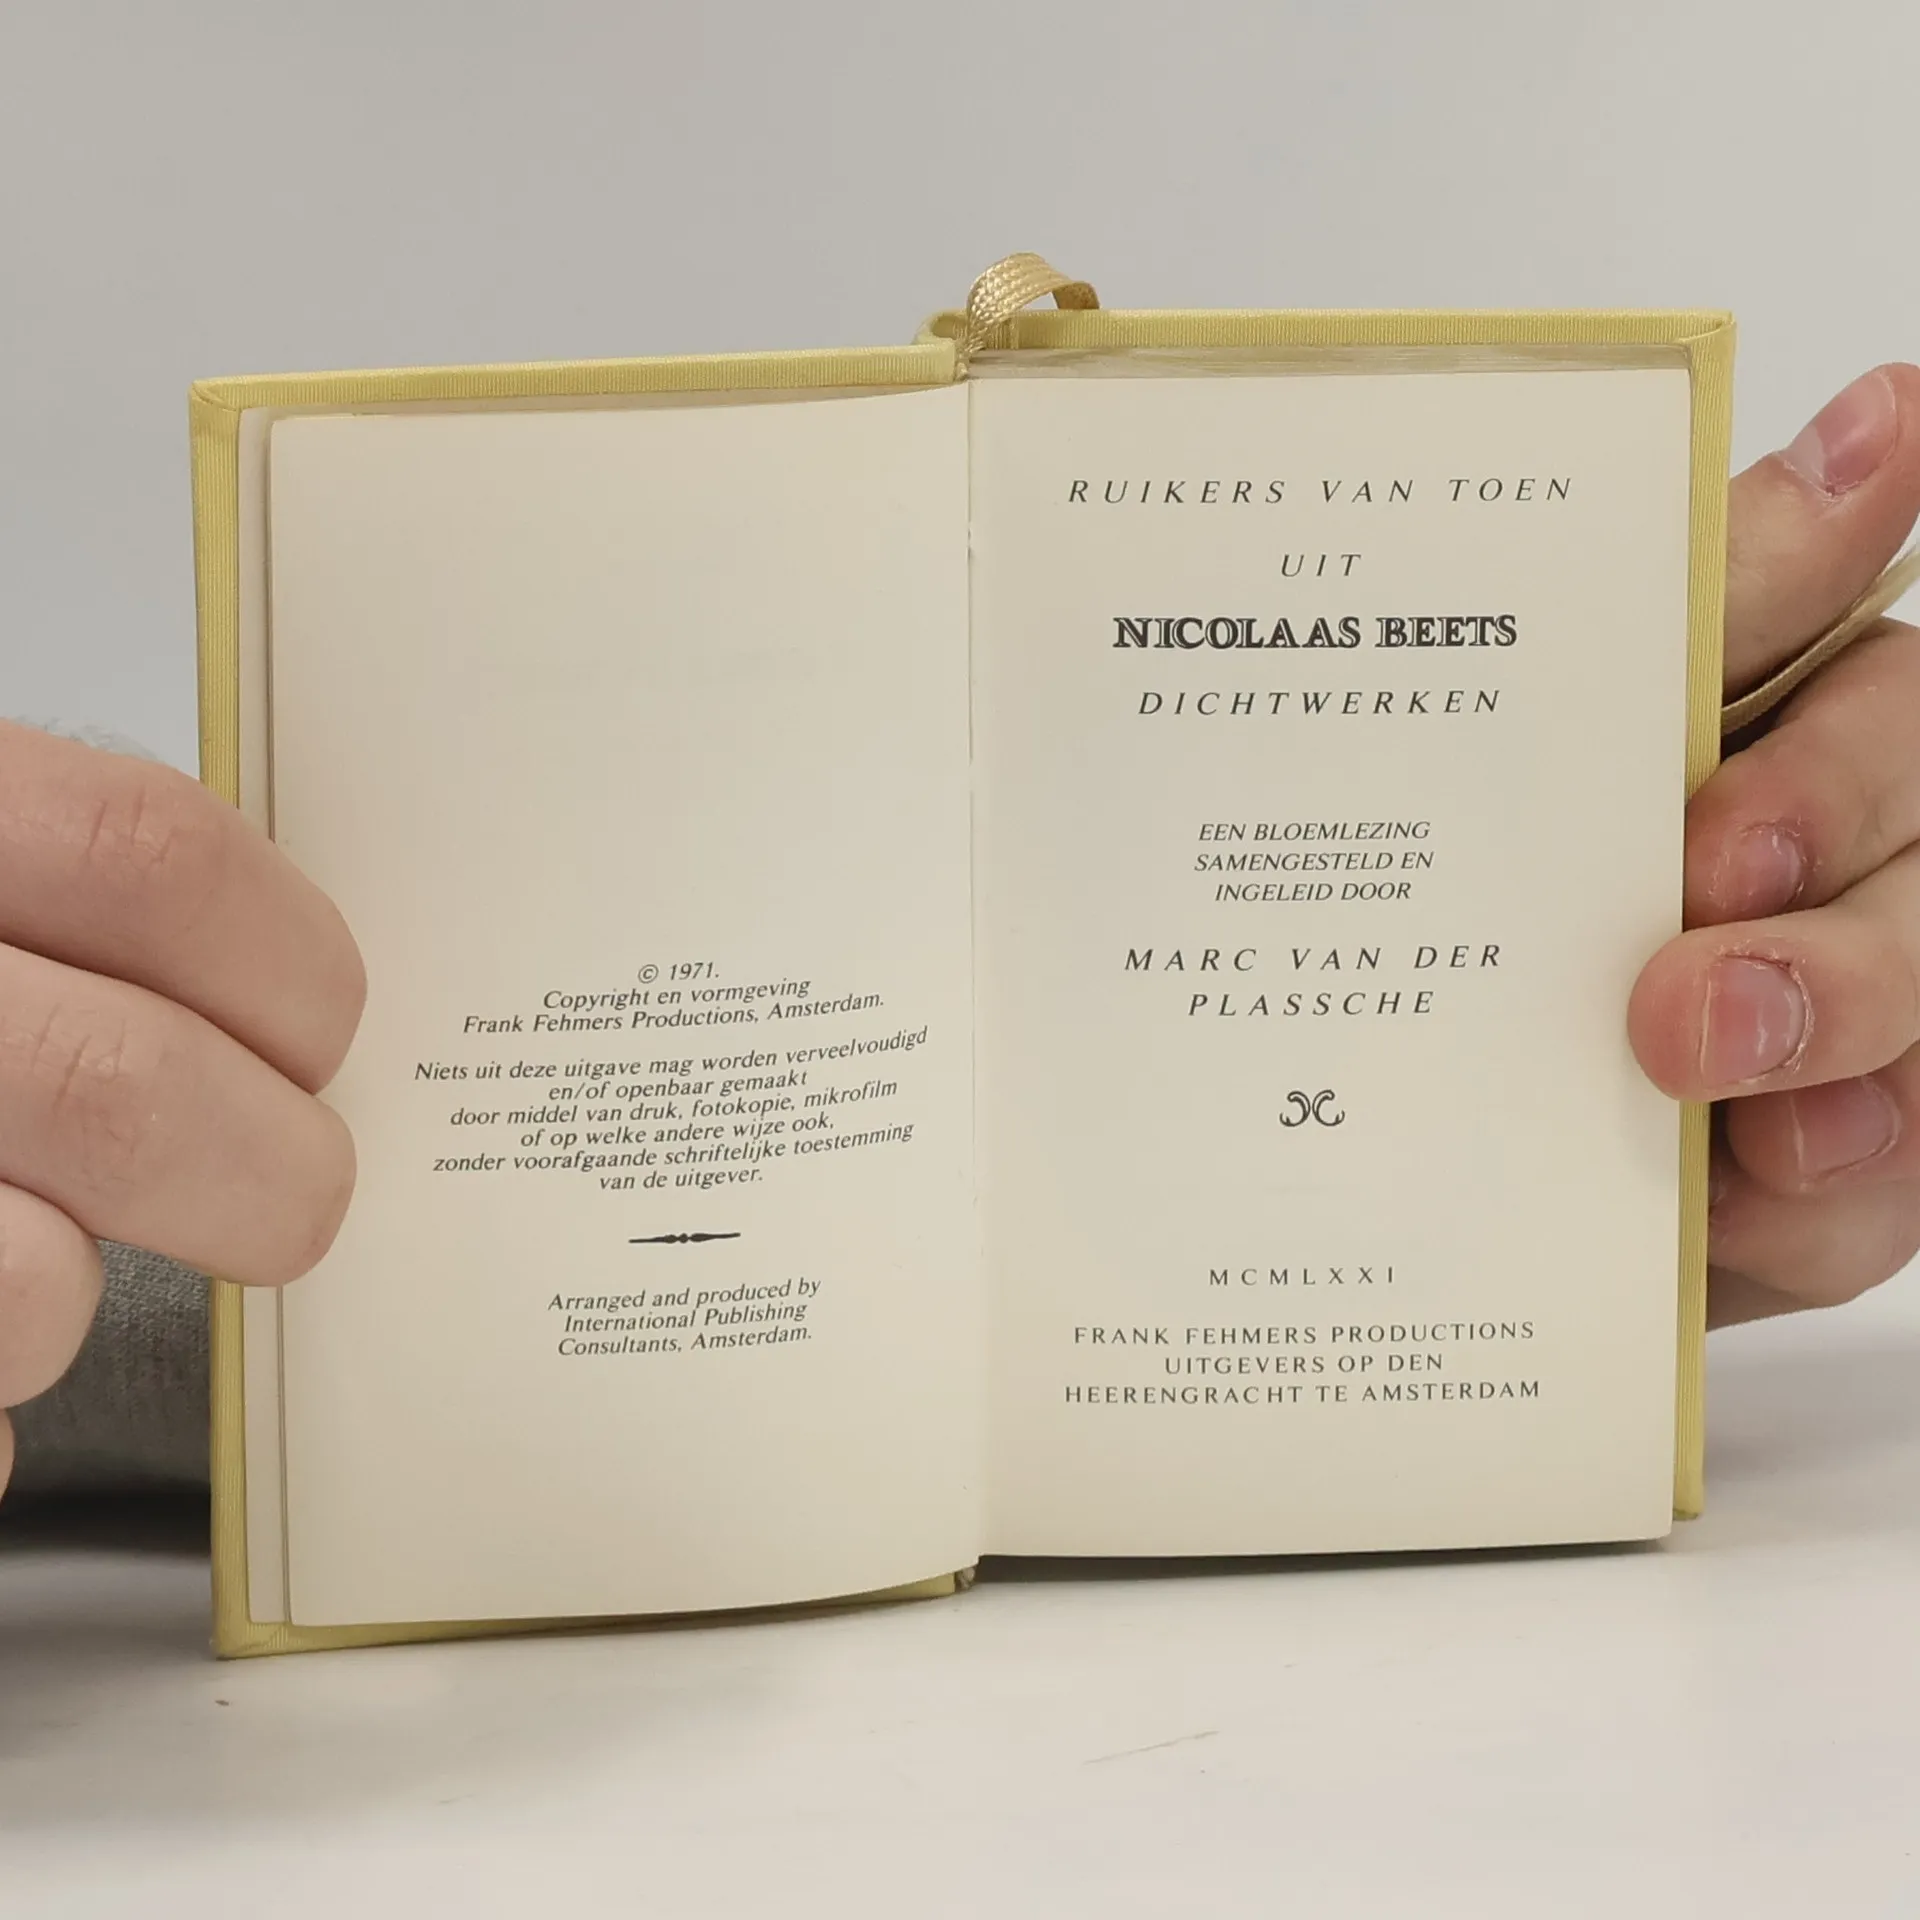 © 1971.
Copyright en vormgeving
Frank Fehmers Productions, Amsterdam.
Niets uit deze uitgave mag worden verveelvoudigd
en/of openbaar gemaakt
door middel van druk, fotokopie, mikrofilm
of op welke andere wijze ook,
zonder voorafgaande schriftelijke toestemming
van de uitgever.
Arranged and produced by
International Publishing
Consultants, Amsterdam.
RUIKERS VAN TOEN
UIT
NICOLAAS BEETS
DICHTWERKEN
EEN BLOEMLEZING
SAMENGESTELD EN
INGELEID DOOR
MARC VAN DER
PLASSCHE
MCMLXXI
FRANK FEHMERS PRODUCTIONS
UITGEVERS OP DEN
HEERENGRACHT TE AMSTERDAM